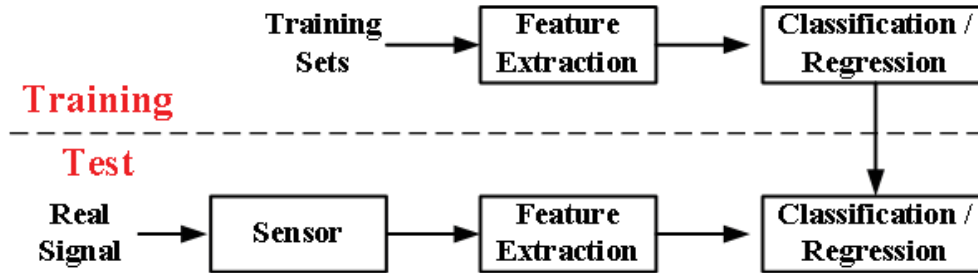 Training
Sets
Feature
Extraction
Classification /
Regression
Training
Test
Real
Signal
Sensor
Feature
Extraction
Classification /
Regression